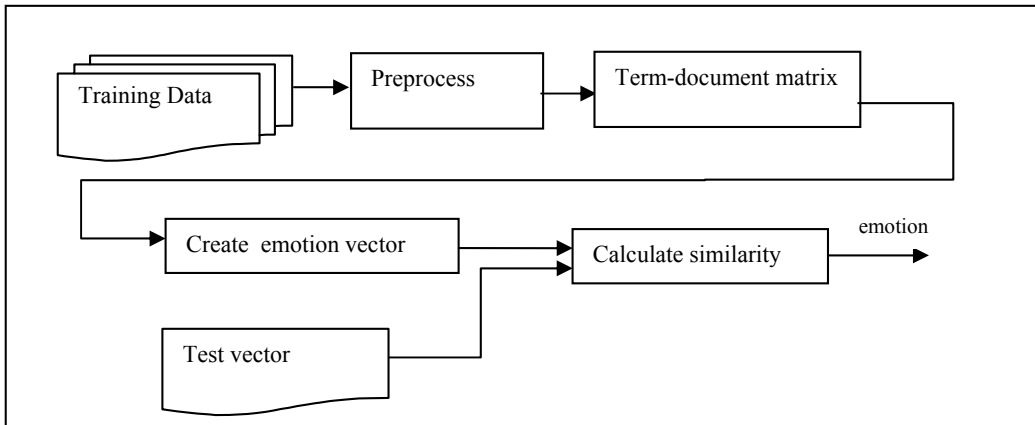 Training Data
Preprocess
Term-document matrix
Create emotion vector
Calculate similarity
emotion
Test vector